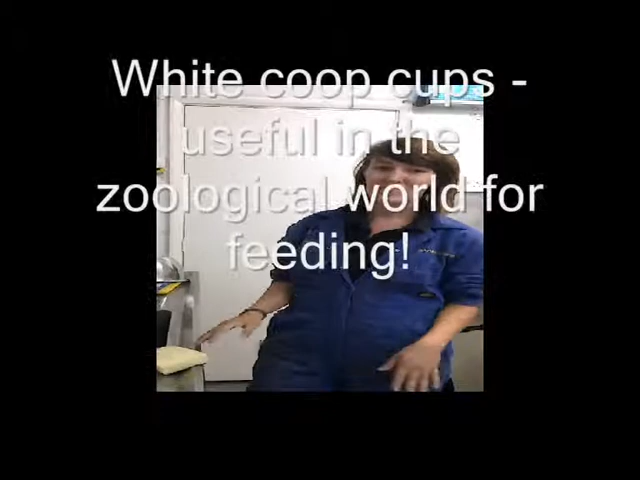 White coop cups -
useful in the
zoological world for
feeding!